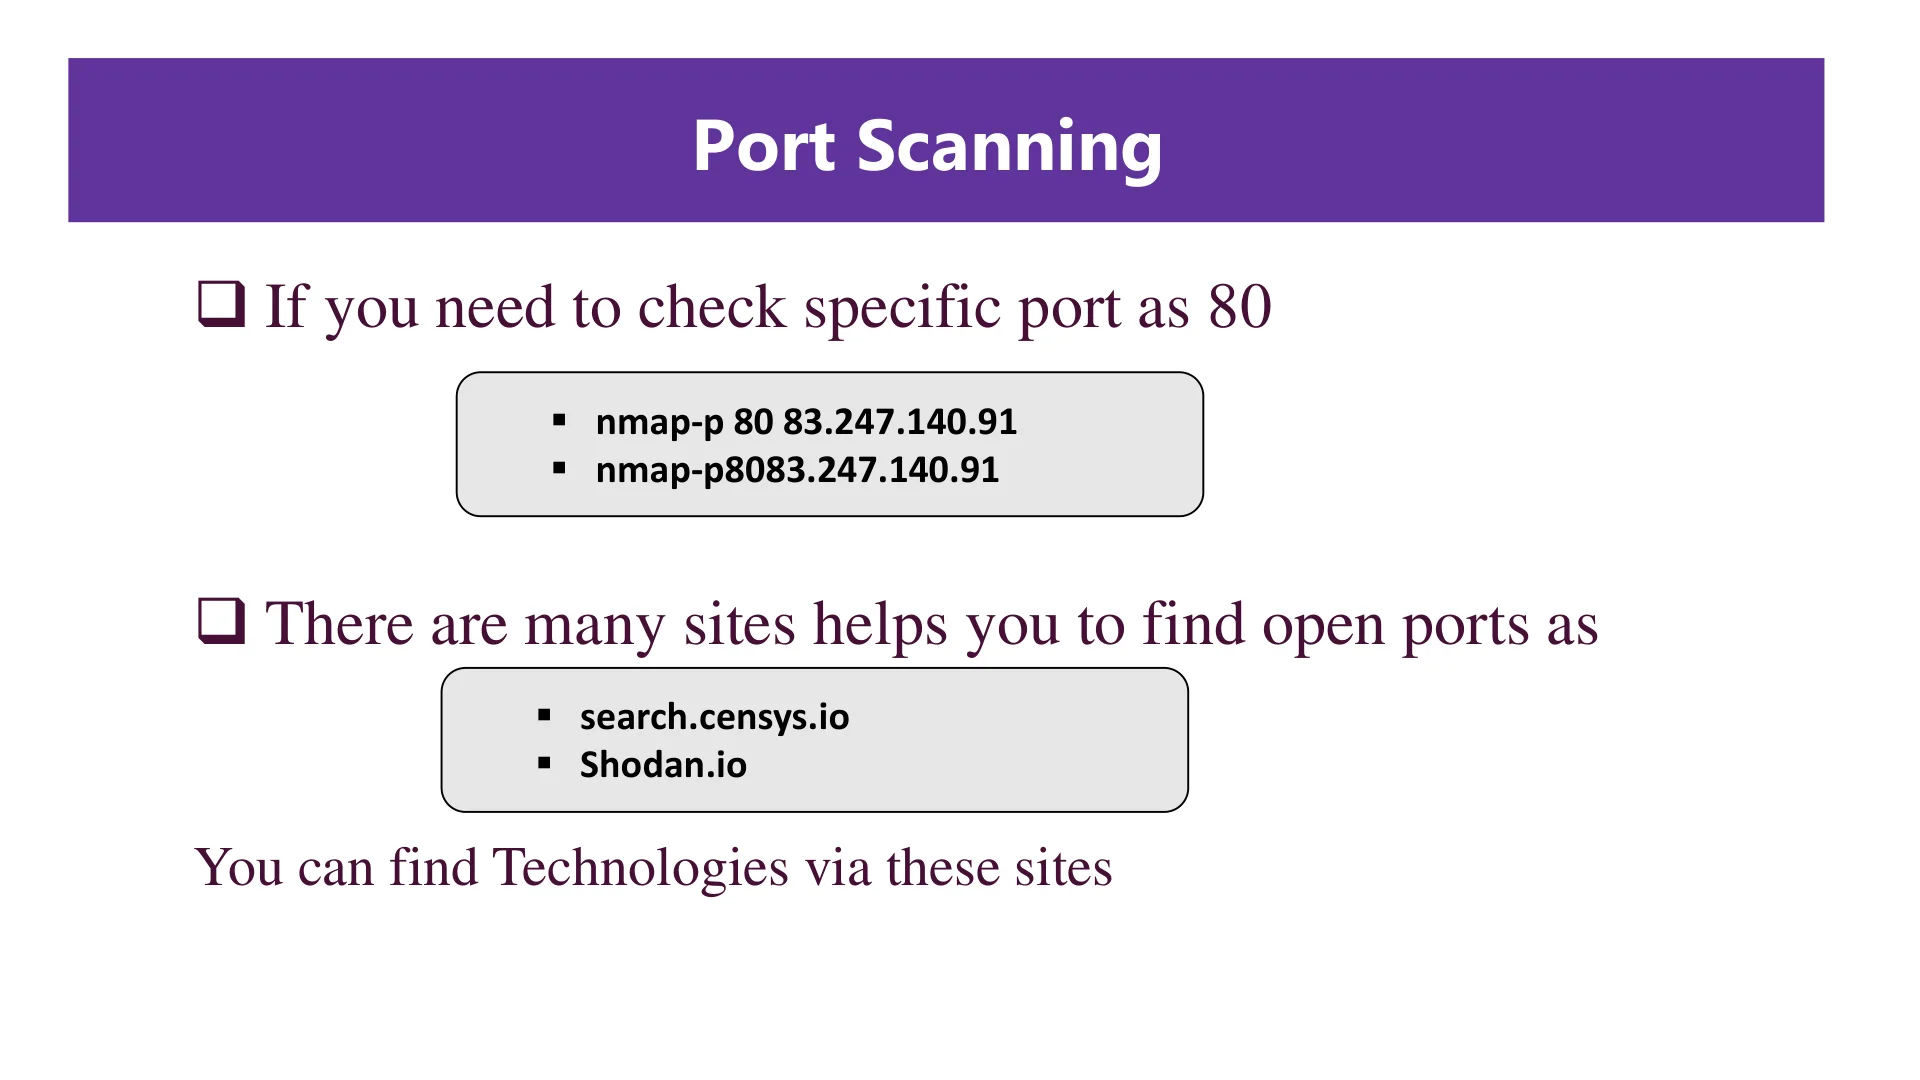 Port Scanning
❑ If you need to check specific port as 80
▪ nmap-p 80 83.247.140.91
▪ nmap-p8083.247.140.91
❑ There are many sites helps you to find open ports as
▪ search.censys.io
▪ Shodan.io
You can find Technologies via these sites